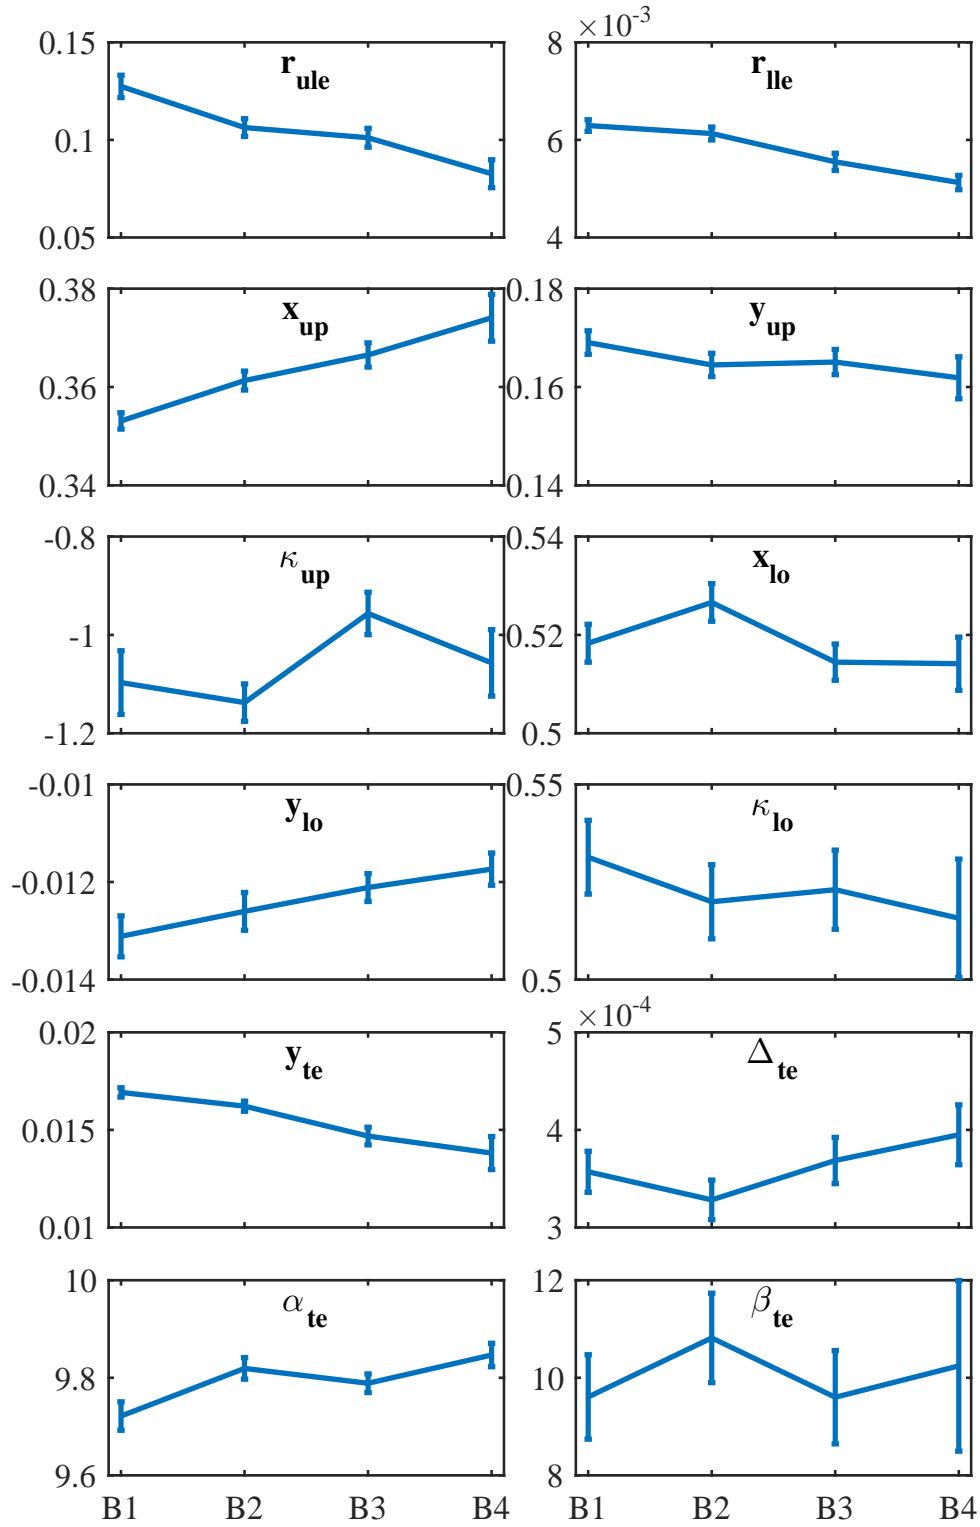 ×10⁻³
0.15
r_ule
0.1
0.05
8
r_lle
6
4
0.38
x_up
0.36
0.34
0.18
y_up
0.16
0.14
-0.8
κ_up
-1
-1.2
0.54
x_lo
0.52
0.5
-0.01
y_lo
-0.012
-0.014
0.55
κ_lo
0.5
0.02
y_te
0.015
0.01
×10⁻⁴
5
Δ_te
4
3
10
α_te
9.8
9.6
12
β_te
10
8
B1 B2 B3 B4
B1 B2 B3 B4